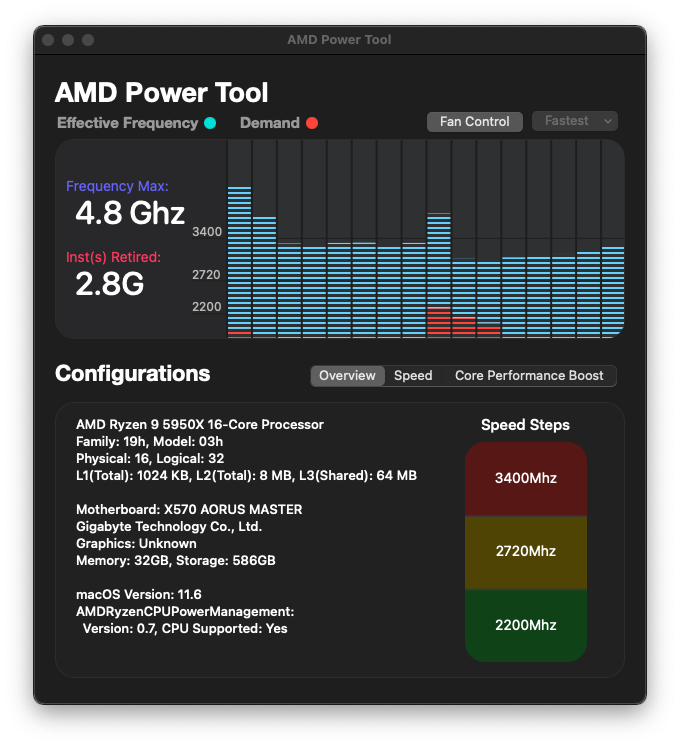 AMD Power Tool
AMD Power Tool
Effective Frequency
Demand
Fan Control
Fastest
Frequency Max:
4.8 Ghz
Inst(s) Retired:
2.8G
3400
2720
2200
Configurations
Overview
Speed
Core Performance Boost
AMD Ryzen 9 5950X 16-Core Processor
Family: 19h, Model: 03h
Physical: 16, Logical: 32
L1(Total): 1024 KB, L2(Total): 8 MB, L3(Shared): 64 MB
Motherboard: X570 AORUS MASTER
Gigabyte Technology Co., Ltd.
Graphics: Unknown
Memory: 32GB, Storage: 586GB
macOS Version: 11.6
AMDRyzenCPUPowerManagement:
Version: 0.7, CPU Supported: Yes
Speed Steps
3400Mhz
2720Mhz
2200Mhz